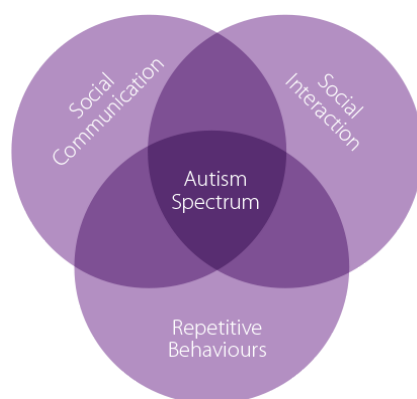 Social
Communication
Social
Interaction
Autism
Spectrum
Repetitive
Behaviours